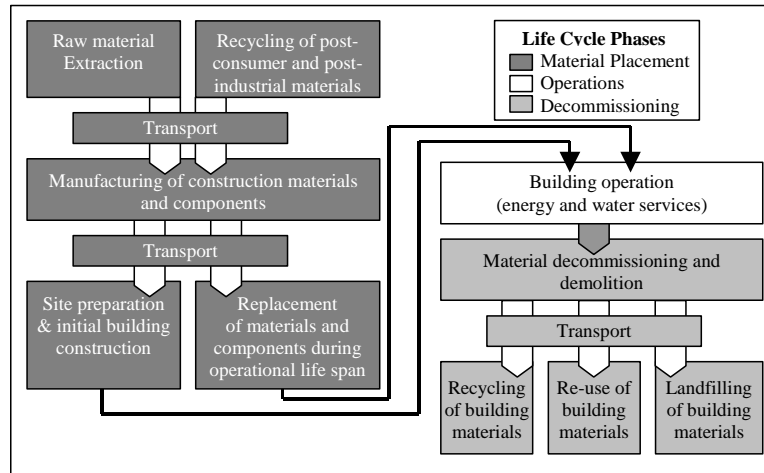 Raw material
Extraction
Recycling of post-
consumer and post-
industrial materials
Transport
Manufacturing of construction materials
and components
Transport
Site preparation
& initial building
construction
Replacement
of materials and
components during
operational life span
Life Cycle Phases
Material Placement
Operations
Decommissioning
Building operation
(energy and water services)
Material decommissioning and
demolition
Transport
Recycling
of building
materials
Re-use of
building
materials
Landfilling
of building
materials